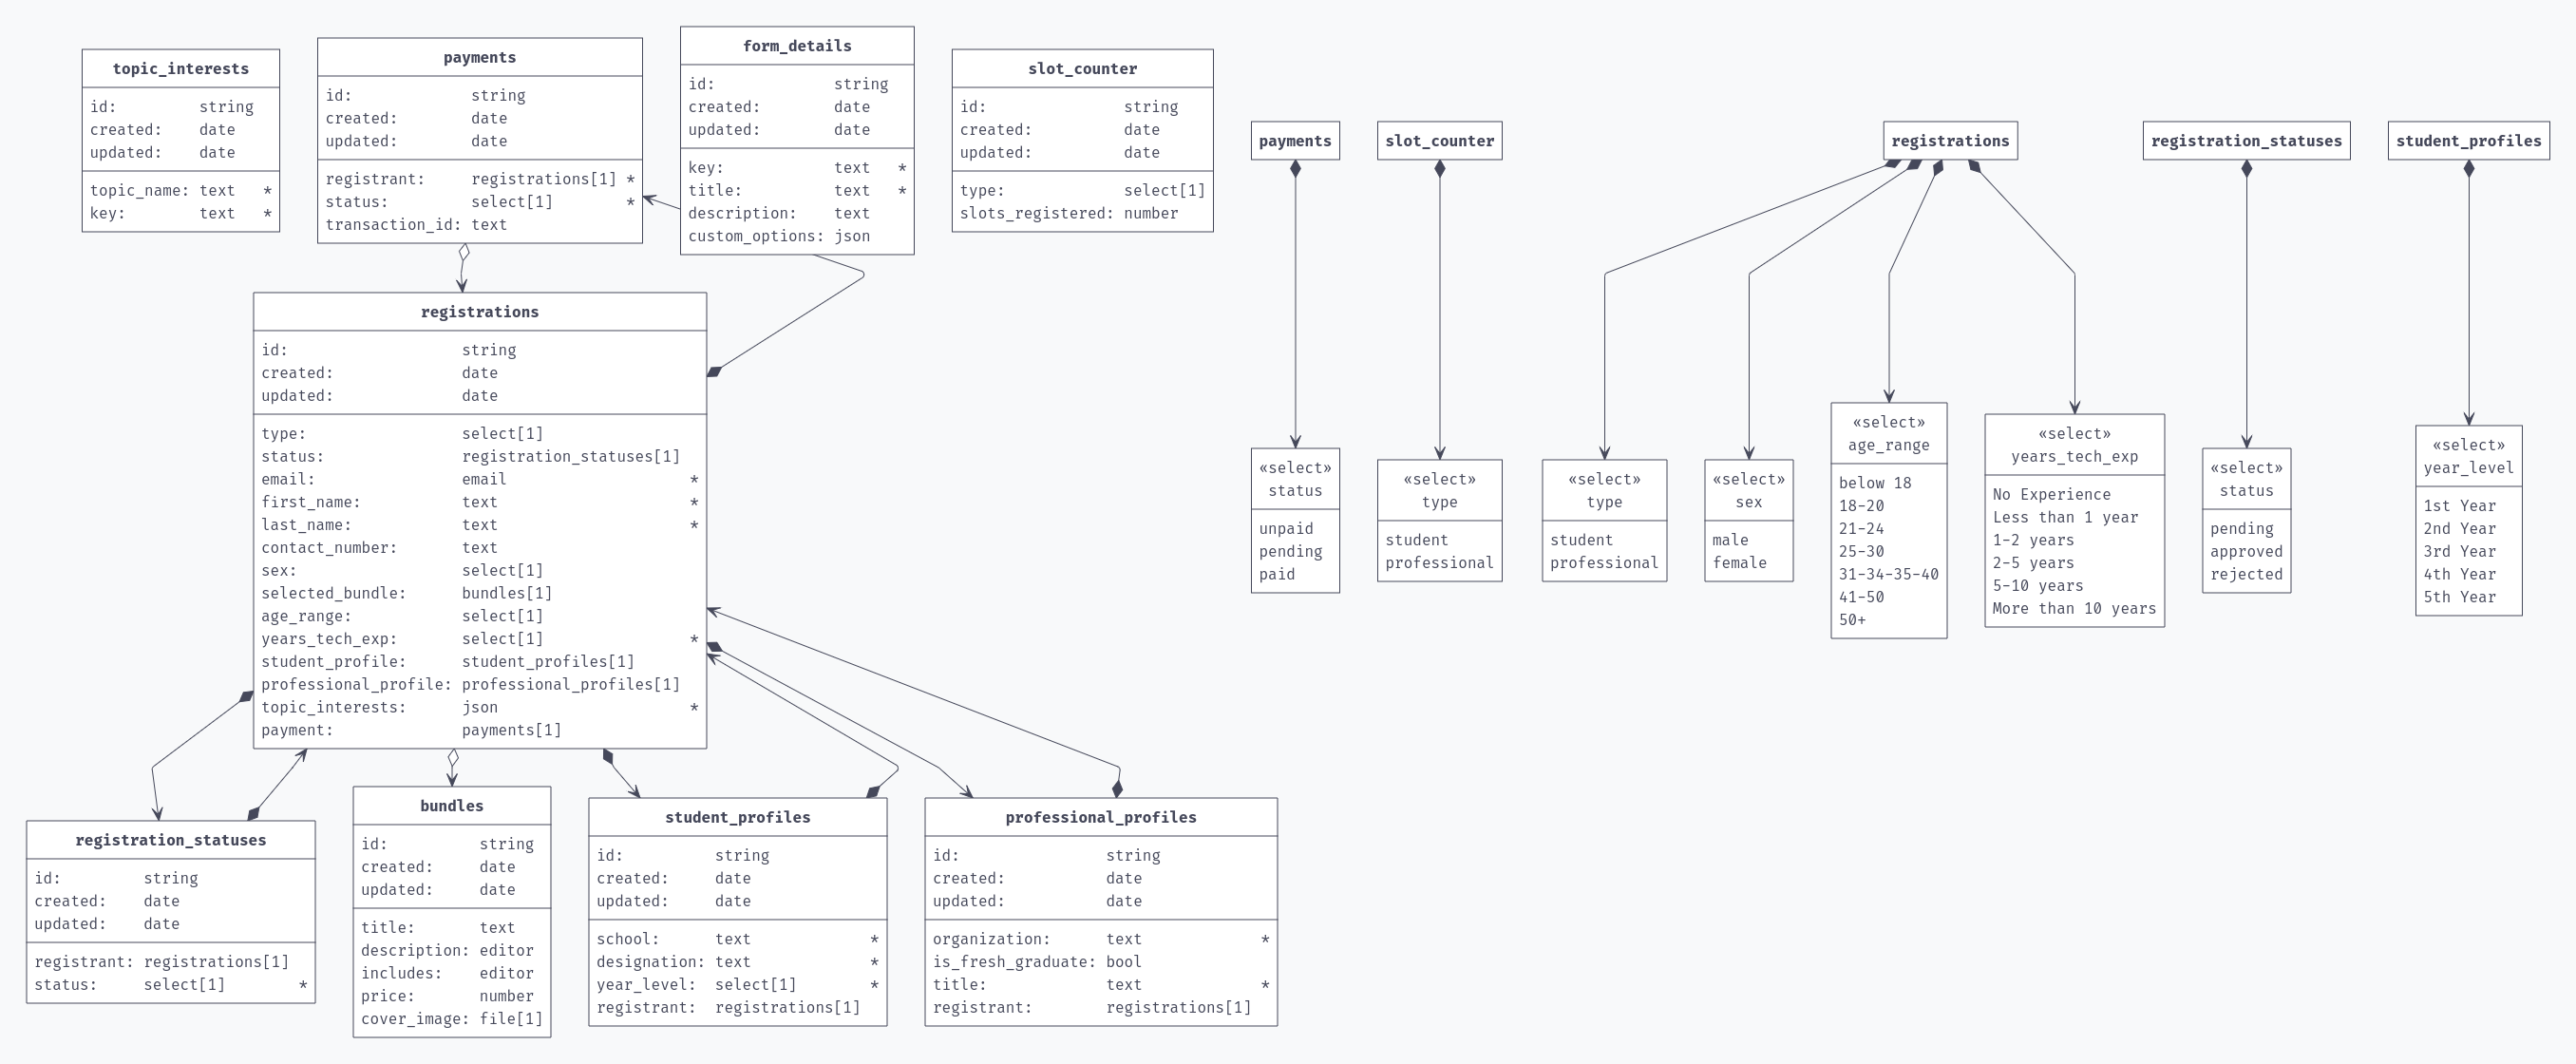 topic_interests
id: string
created: date
updated: date
topic_name: text *
key: text *
payments
id: string
created: date
updated: date
registrant: registrations[1] *
status: select[1] *
transaction_id: text
form_details
id: string
created: date
updated: date
key: text *
title: text *
description: text
custom_options: json
slot_counter
id: string
created: date
updated: date
type: select[1]
slots_registered: number
registrations
id: string
created: date
updated: date
type: select[1]
status: registration_statuses[1]
email: email *
first_name: text *
last_name: text *
contact_number: text
sex: select[1]
selected_bundle: bundles[1]
age_range: select[1]
years_tech_exp: select[1] *
student_profile: student_profiles[1]
professional_profile: professional_profiles[1]
topic_interests: json *
payment: payments[1]
registration_statuses
id: string
created: date
updated: date
registrant: registrations[1]
status: select[1] *
bundles
id: string
created: date
updated: date
title: text
description: editor
includes: editor
price: number
cover_image: file[1]
student_profiles
id: string
created: date
updated: date
school: text *
designation: text *
year_level: select[1] *
registrant: registrations[1]
professional_profiles
id: string
created: date
updated: date
organization: text *
is_fresh_graduate: bool
title: text *
registrant: registrations[1]
payments
«select»
status
unpaid
pending
paid
slot_counter
«select»
type
student
professional
registrations
«select»
type
student
professional
«select»
sex
male
female
«select»
age_range
below 18
18-20
21-24
25-30
31-34-35-40
41-50
50+
«select»
years_tech_exp
No Experience
Less than 1 year
1-2 years
2-5 years
5-10 years
More than 10 years
registration_statuses
«select»
status
pending
approved
rejected
student_profiles
«select»
year_level
1st Year
2nd Year
3rd Year
4th Year
5th Year